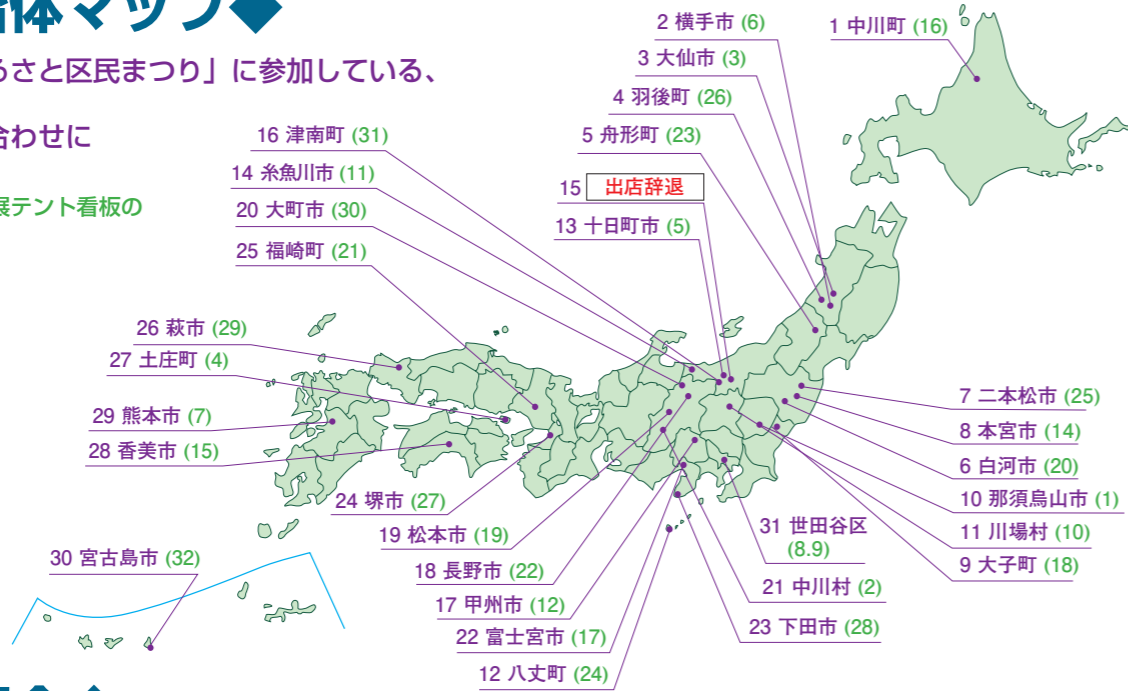 体マップ◆
るさと区民まつり」に参加している、
合わせに
展テント看板の
1 中川町 (16)
2 横手市 (6)
3 大仙市 (3)
4 羽後町 (26)
5 舟形町 (23)
15 出店辞退
13 十日町市 (5)
16 津南町 (31)
14 糸魚川市 (11)
20 大町市 (30)
25 福崎町 (21)
26 萩市 (29)
27 土庄町 (4)
29 熊本市 (7)
28 香美市 (15)
7 二本松市 (25)
8 本宮市 (14)
6 白河市 (20)
10 那須烏山市 (1)
11 川場村 (10)
9 大子町 (18)
24 堺市 (27)
19 松本市 (19)
18 長野市 (22)
17 甲州市 (12)
22 富士宮市 (17)
12 八丈町 (24)
31 世田谷区
(8.9)
21 中川村 (2)
23 下田市 (28)
30 宮古島市 (32)